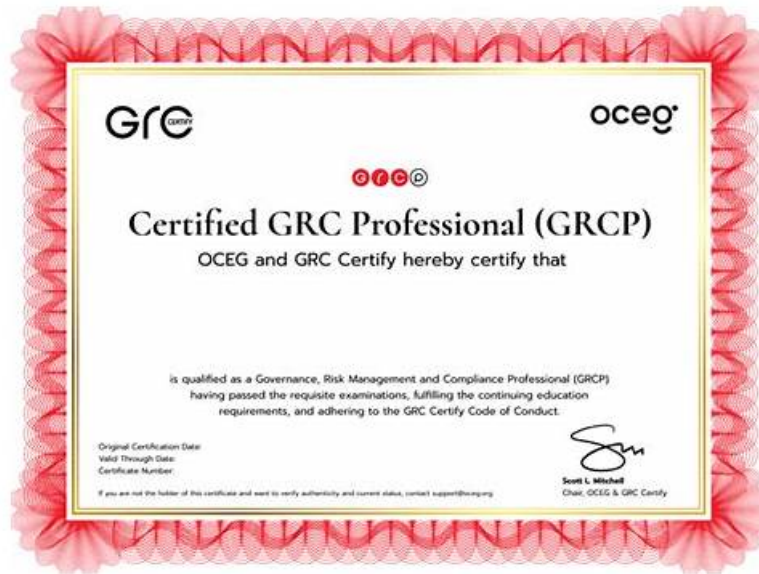 GRC CERTIFY
oceg
GRCP
Certified GRC Professional (GRCP)
OCEG and GRC Certify hereby certify that
is qualified as a Governance, Risk Management and Compliance Professional (GRCP)
having passed the requisite examinations, fulfilling the continuing education
requirements, and adhering to the GRC Certify Code of Conduct.
Original Certification Date:
Valid Through Date:
Certificate Number:
Scott L. Mitchell
Chair, OCEG & GRC Certify
If you are not the holder of this certificate and want to verify authenticity and current status, contact support@oceg.org